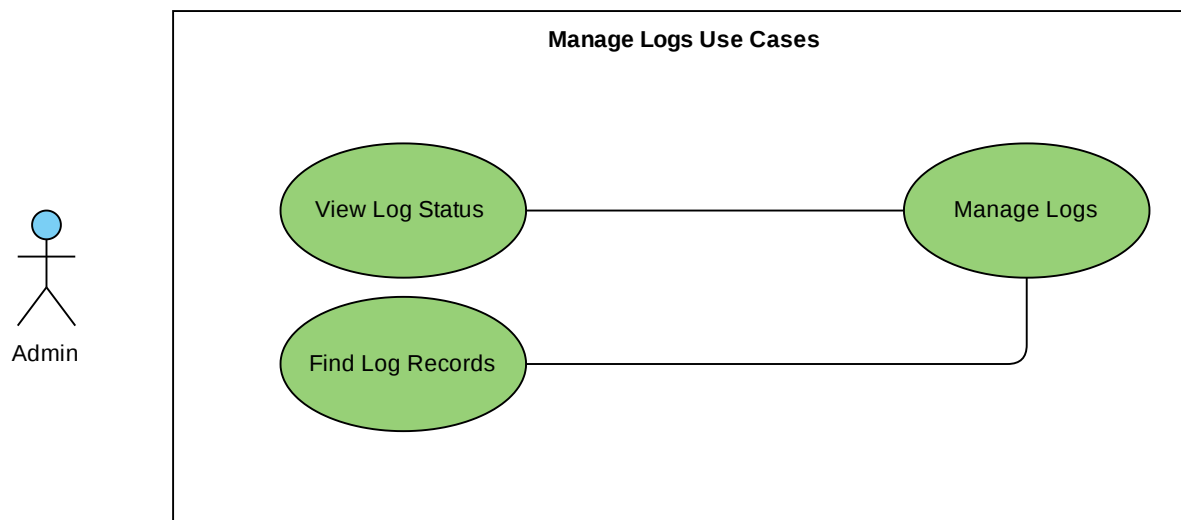 Manage Logs Use Cases
View Log Status
Manage Logs
Admin
Find Log Records